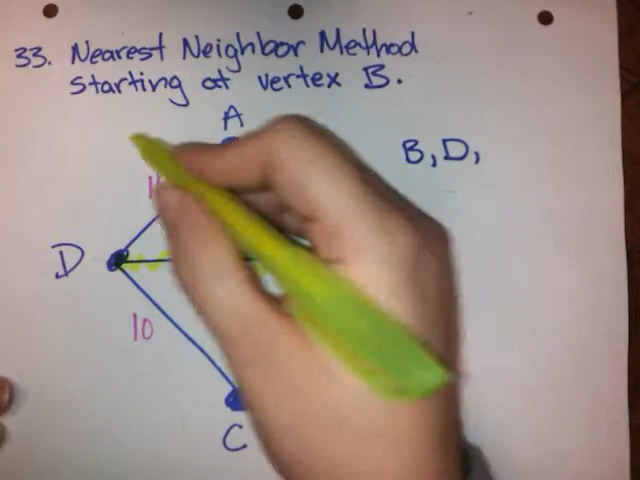 33. Nearest Neighbor Method
starting at vertex B.
A
B, D,
D
10
C